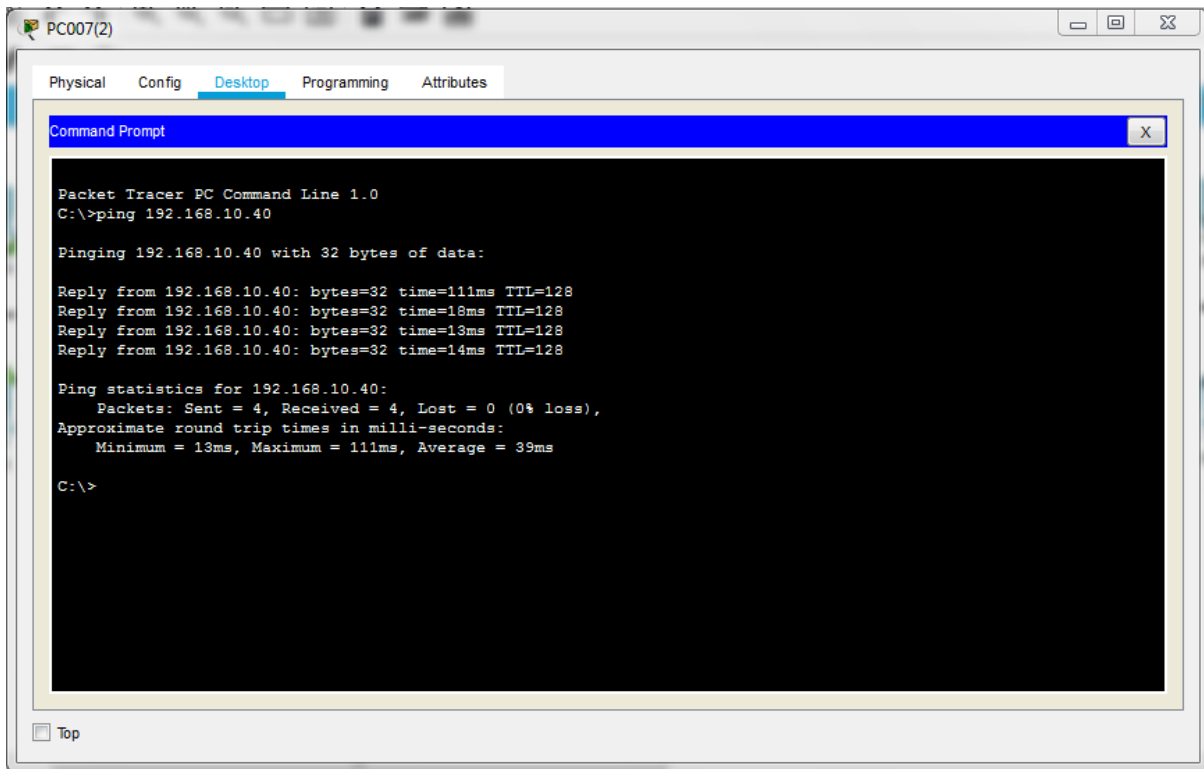 PC007(2)
Physical Config Desktop Programming Attributes
Command Prompt
X
Packet Tracer PC Command Line 1.0
C:\>ping 192.168.10.40
Pinging 192.168.10.40 with 32 bytes of data:
Reply from 192.168.10.40: bytes=32 time=111ms TTL=128
Reply from 192.168.10.40: bytes=32 time=18ms TTL=128
Reply from 192.168.10.40: bytes=32 time=13ms TTL=128
Reply from 192.168.10.40: bytes=32 time=14ms TTL=128
Ping statistics for 192.168.10.40:
    Packets: Sent = 4, Received = 4, Lost = 0 (0% loss),
Approximate round trip times in milli-seconds:
    Minimum = 13ms, Maximum = 111ms, Average = 39ms
C:\>
Top